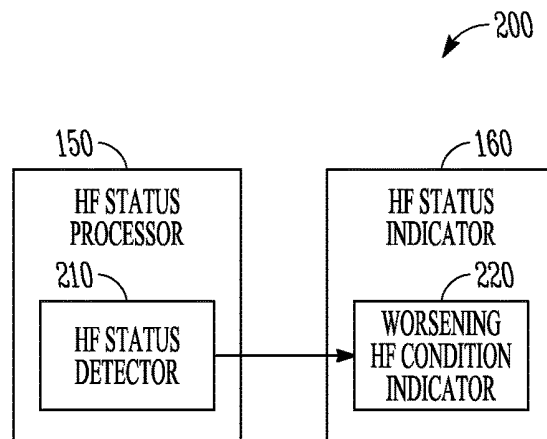 200
150
160
HF STATUS
PROCESSOR
HF STATUS
INDICATOR
210
220
HF STATUS
DETECTOR
WORSENING
HF CONDITION
INDICATOR